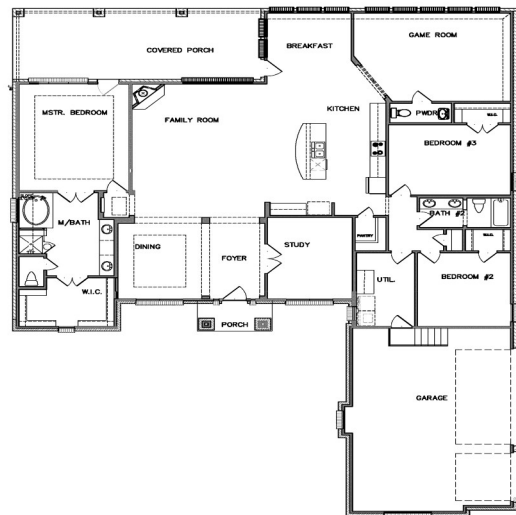 GAME ROOM
COVERED PORCH
BREAKFAST
MSTR. BEDROOM
KITCHEN
FAMILY ROOM
PWDR
W.I.C.
BEDROOM #3
M/BATH
BATH #2
PANTRY
W.I.C.
DINING
FOYER
STUDY
UTIL.
BEDROOM #2
W.I.C.
PORCH
GARAGE